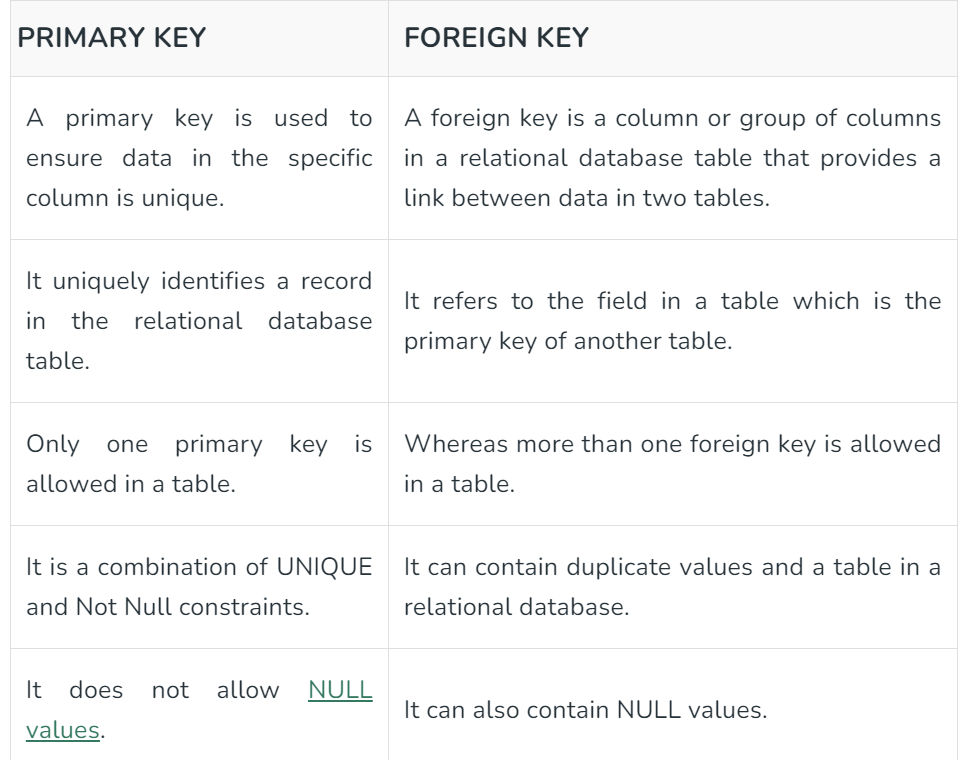 PRIMARY KEY
FOREIGN KEY
A primary key is used to
ensure data in the specific
column is unique.
A foreign key is a column or group of columns
in a relational database table that provides a
link between data in two tables.
It uniquely identifies a record
in the relational database
table.
It refers to the field in a table which is the
primary key of another table.
Only one primary key is
allowed in a table.
Whereas more than one foreign key is allowed
in a table.
It is a combination of UNIQUE
and Not Null constraints.
It can contain duplicate values and a table in a
relational database.
It does not allow NULL
values.
It can also contain NULL values.